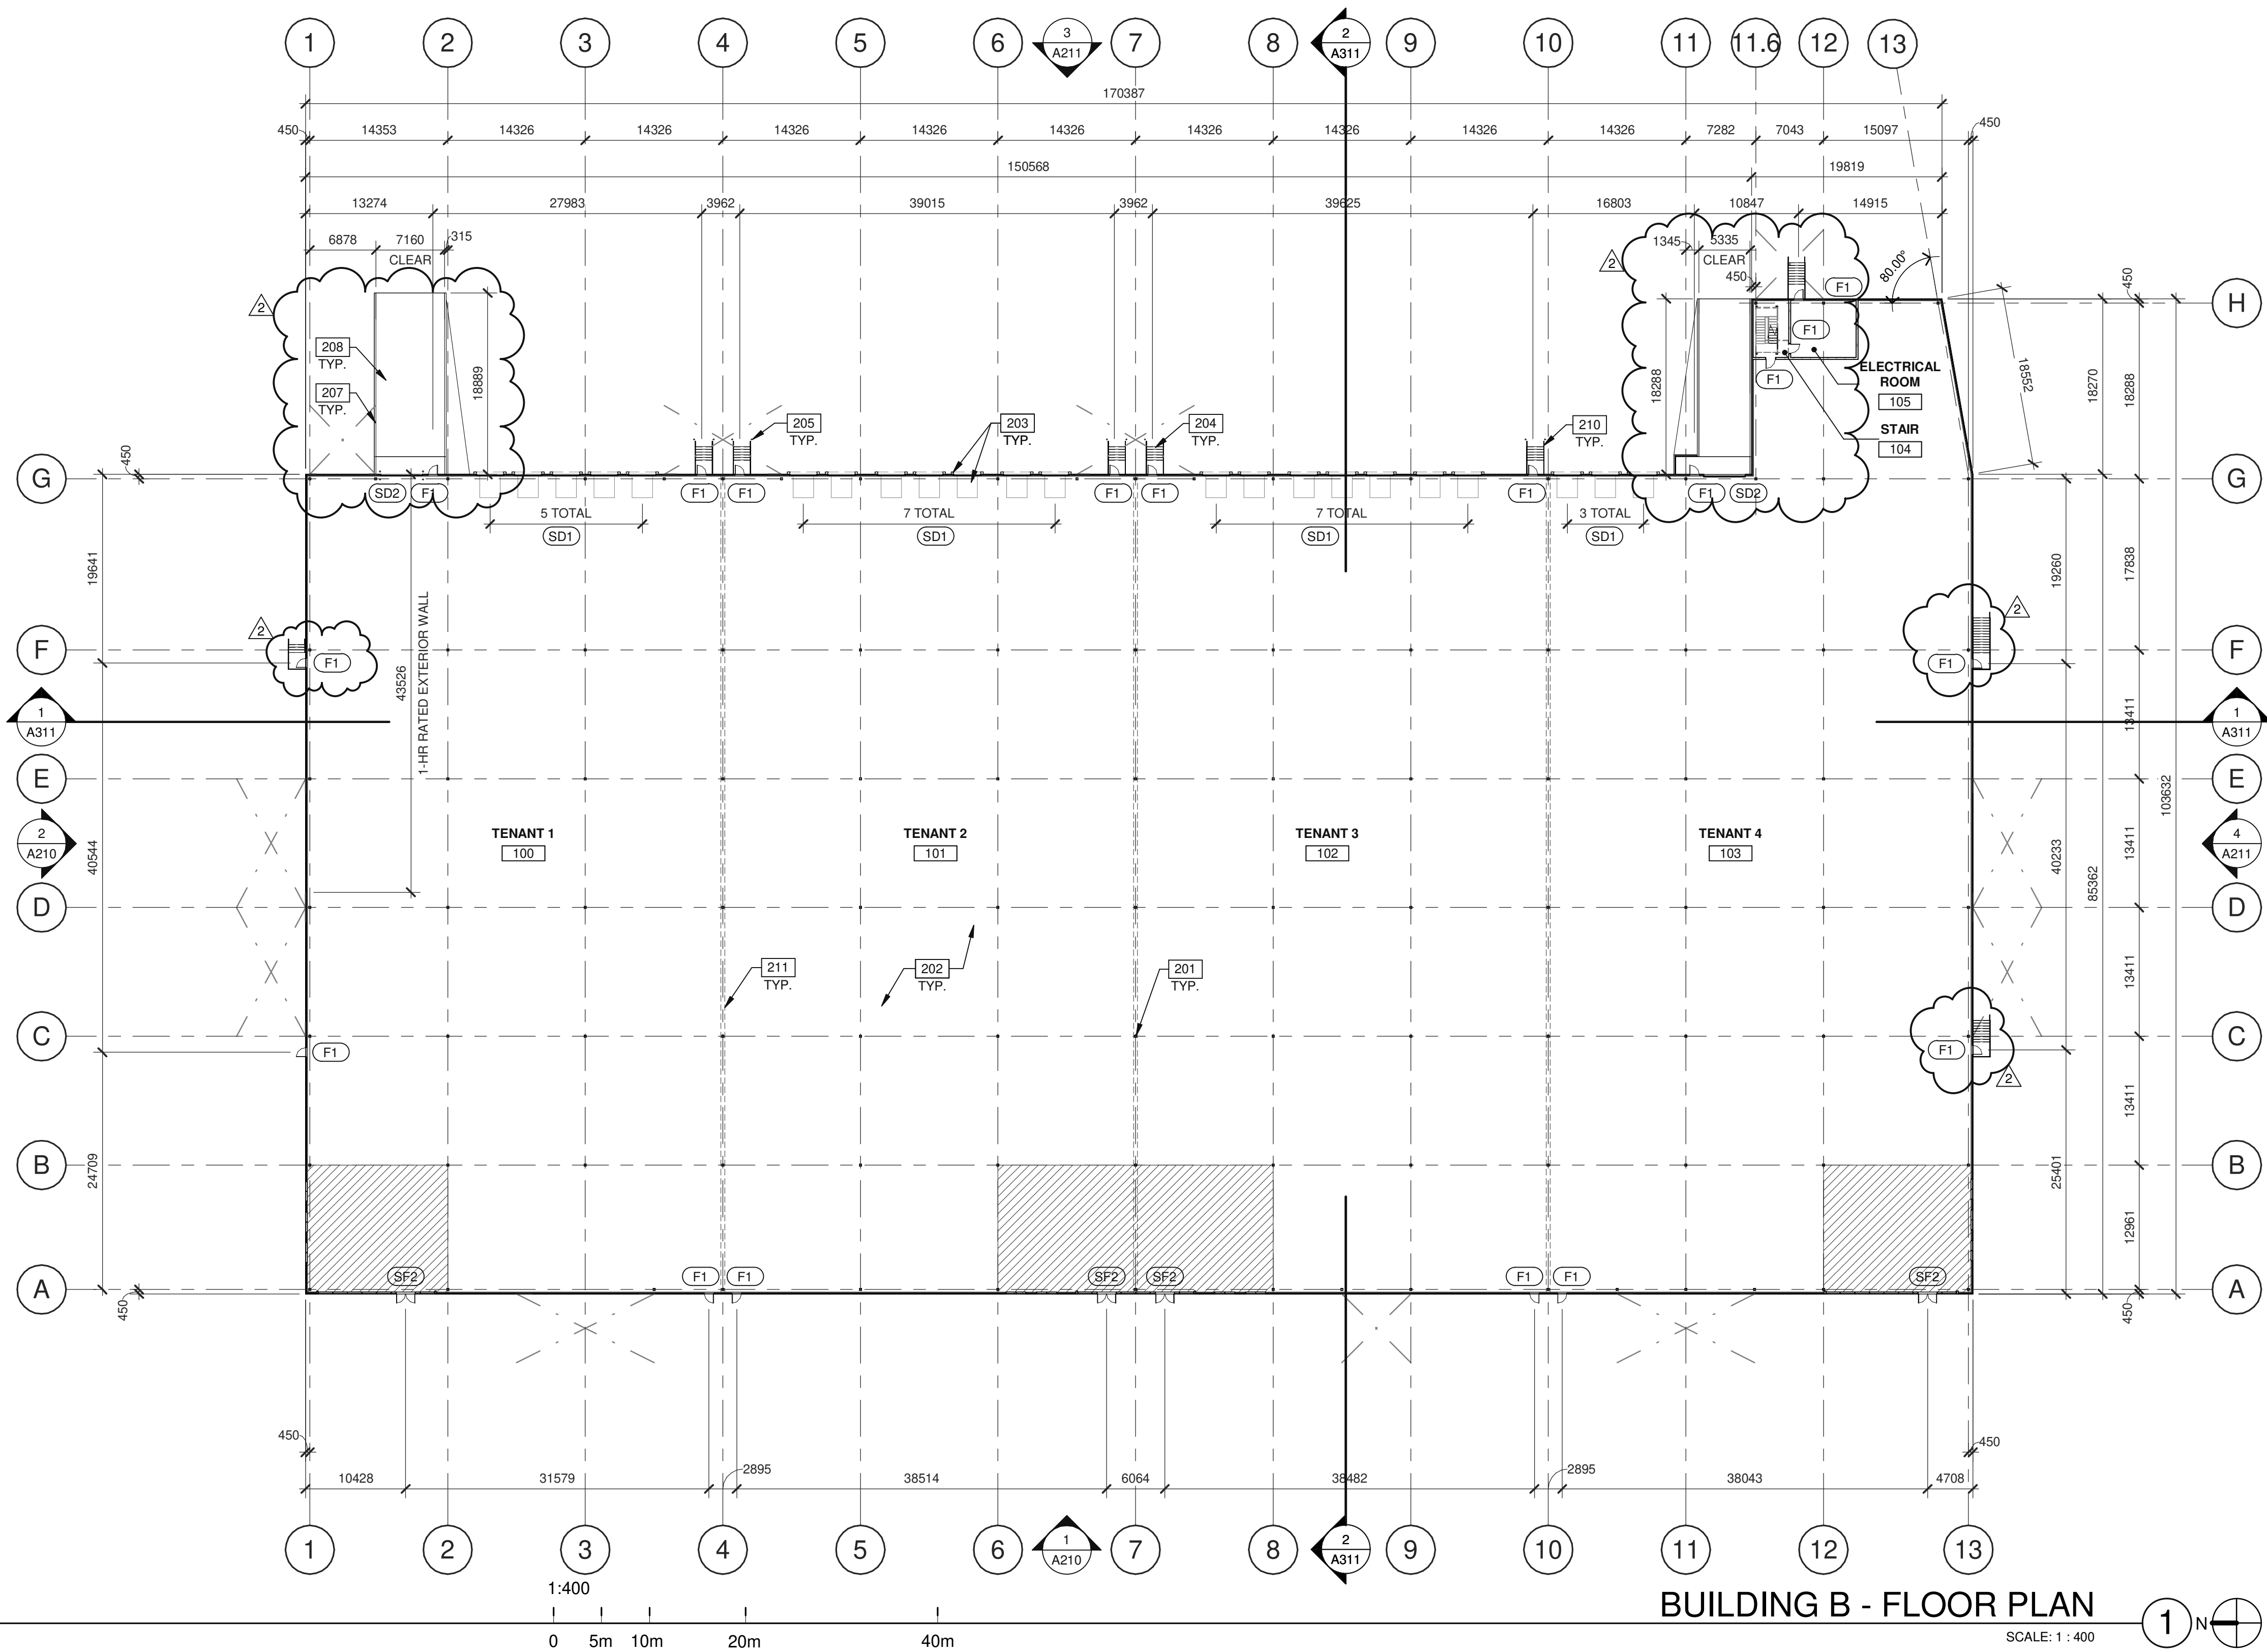 1 2 3 4 5 6 7 8 9 10 11 11.6 12 13
3
A211
2
A311
170387
450 14353 14326 14326 14326 14326 14326 14326 14326 14326 14326 7282 7043 15097 450
150568 19819
13274 27983 3962 39015 3962 39625 16803 10847 14915
6878 7160 315
CLEAR
1345 5335
CLEAR
450
80.00°
2
2
F1
450
H
208
TYP.
207
TYP.
18889
18288
F1
F1
ELECTRICAL
ROOM
105
STAIR
104
18552
18270
18288
205
TYP.
203
TYP.
204
TYP.
210
TYP.
450
G
G
SD2 F1 F1 F1 F1 F1 F1 F1 SD2
5 TOTAL
SD1
7 TOTAL
SD1
7 TOTAL
SD1
3 TOTAL
SD1
19641
19260
17838
2
2
F
F1
F1
F
43526
1-HR RATED EXTERIOR WALL
1
A311
13411
1
A311
E
E
103632
2
A210
40544
TENANT 1
100
TENANT 2
101
TENANT 3
102
TENANT 4
103
40233
85362
13411
4
A211
D
D
211
TYP.
202
TYP.
201
TYP.
13411
C
C
F1
F1
2
13411
24709
25401
B
B
12961
A
SF2 F1 F1 SF2 SF2 F1 F1 SF2
A
450
450
450
450
10428 31579 2895 38514 6064 38482 2895 38043 4708
1 2 3 4 5 6 7 8 9 10 11 12 13
1
A210
2
A311
1:400
0 5m 10m 20m 40m
BUILDING B - FLOOR PLAN
SCALE: 1 : 400
1
N